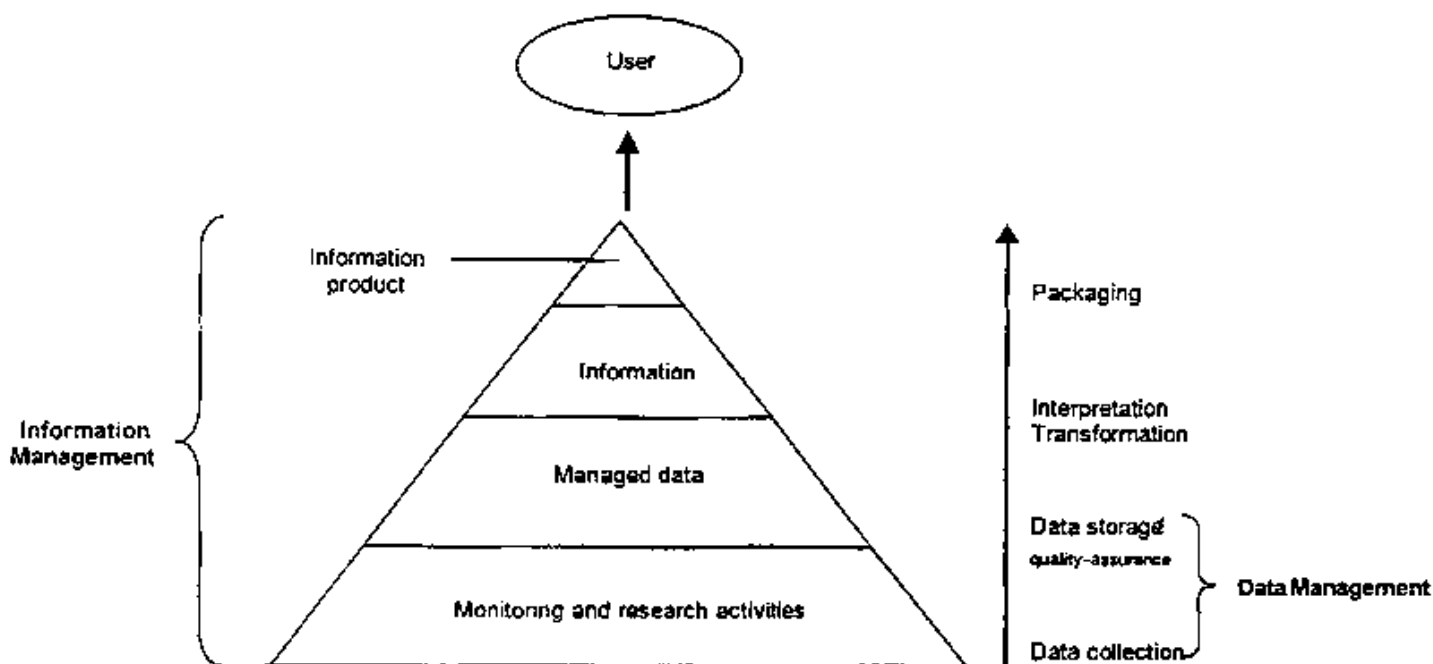 User
Information
product
Packaging
Information
Interpretation
Transformation
Information
Management
Managed data
Data storage
quality-assurance
Data Management
Monitoring and research activities
Data collection